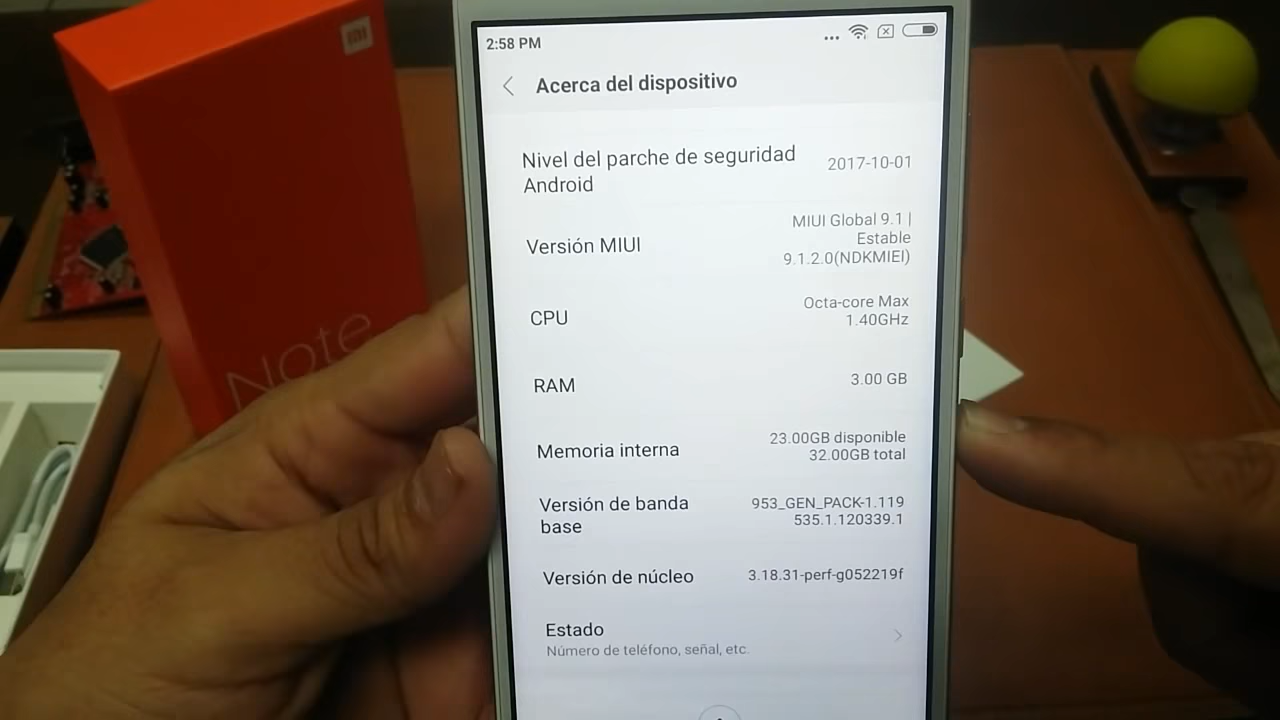 mi
Note
2:58 PM
Acerca del dispositivo
Nivel del parche de seguridad
Android
2017-10-01
Versión MIUI
MIUI Global 9.1 |
Estable
9.1.2.0(NDKMIEI)
CPU
Octa-core Max
1.40GHz
RAM
3.00 GB
Memoria interna
23.00GB disponible
32.00GB total
Versión de banda
base
953_GEN_PACK-1.119
535.1.120339.1
Versión de núcleo
3.18.31-perf-g052219f
Estado
Número de teléfono, señal, etc.